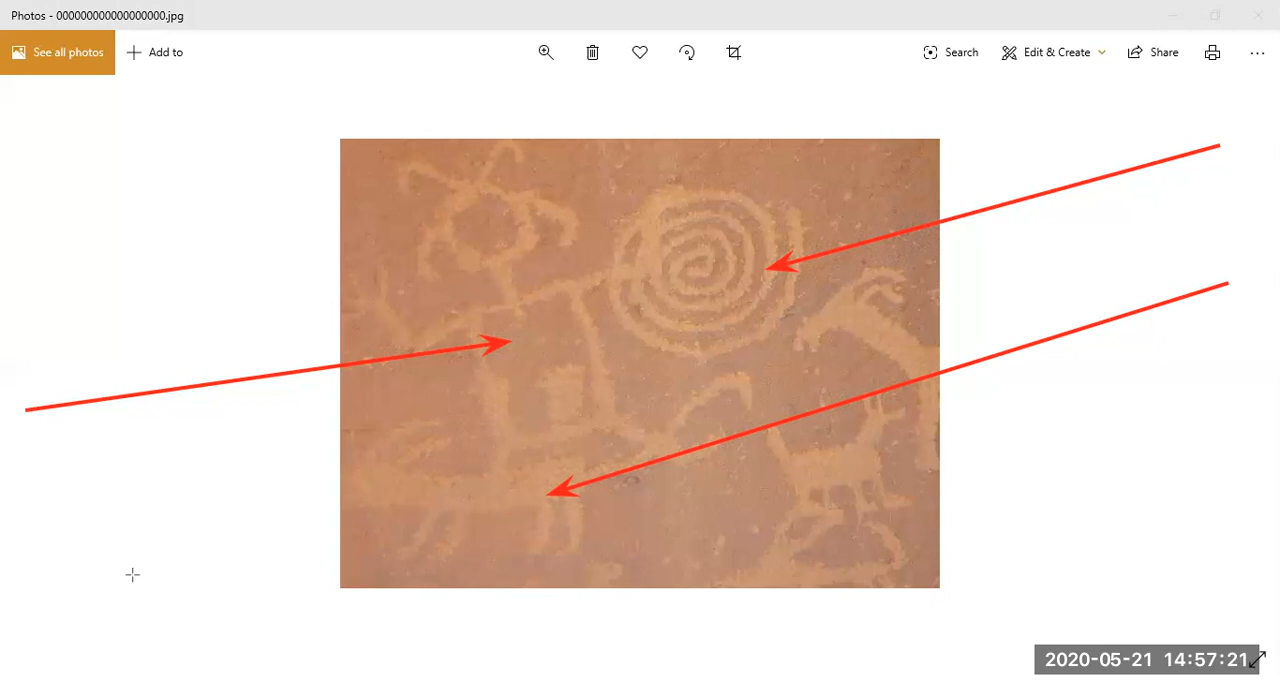 Photos - 000000000000000000.jpg
See all photos
Add to
Search
Edit & Create
Share
2020-05-21 14:57:21